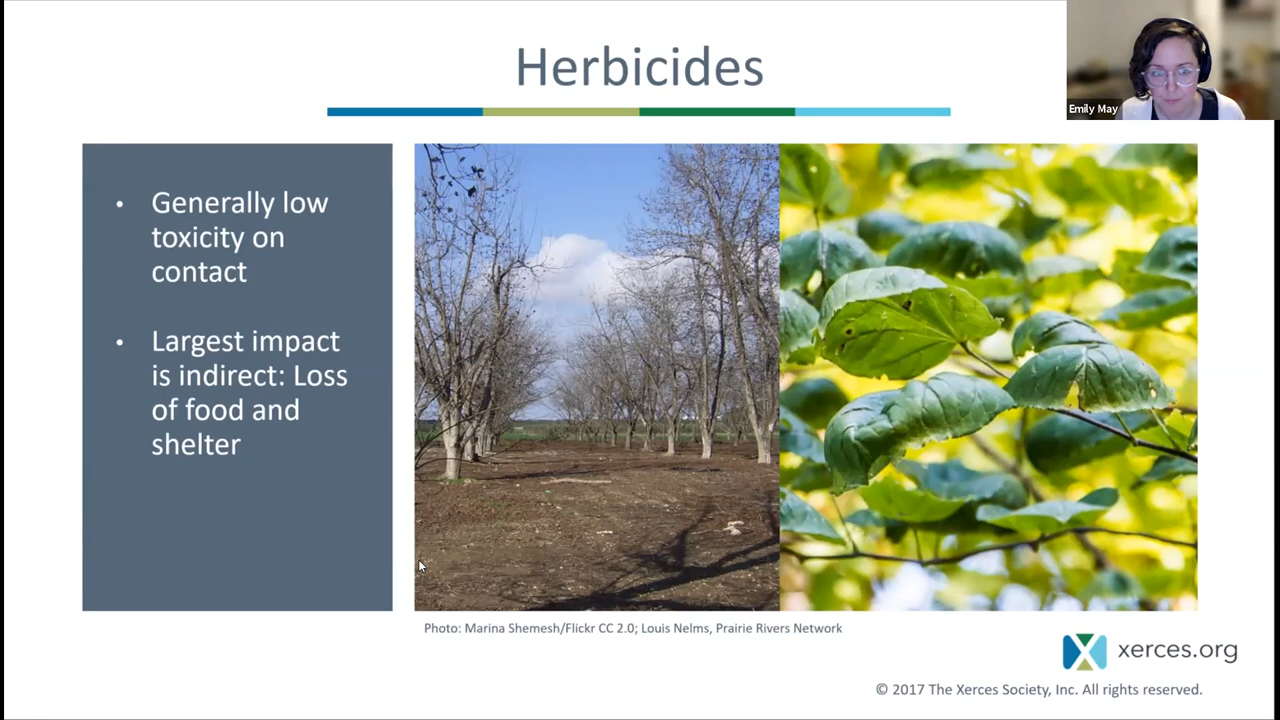 Herbicides
Emily May
• Generally low
toxicity on
contact
• Largest impact
is indirect: Loss
of food and
shelter
Photo: Marina Shemesh/Flickr CC 2.0; Louis Nelms, Prairie Rivers Network
xerces.org
© 2017 The Xerces Society, Inc. All rights reserved.